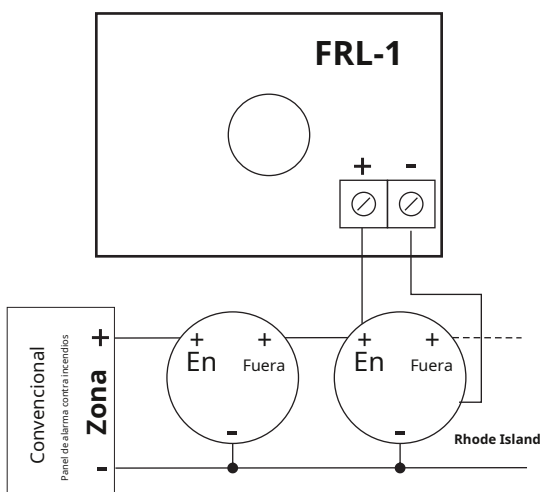 FRL-1
+ -
Convencional
Panel de alarma contra incendios
Zona
+
-
+ +
En Fuera
-
+ +
En Fuera
-
Rhode Island